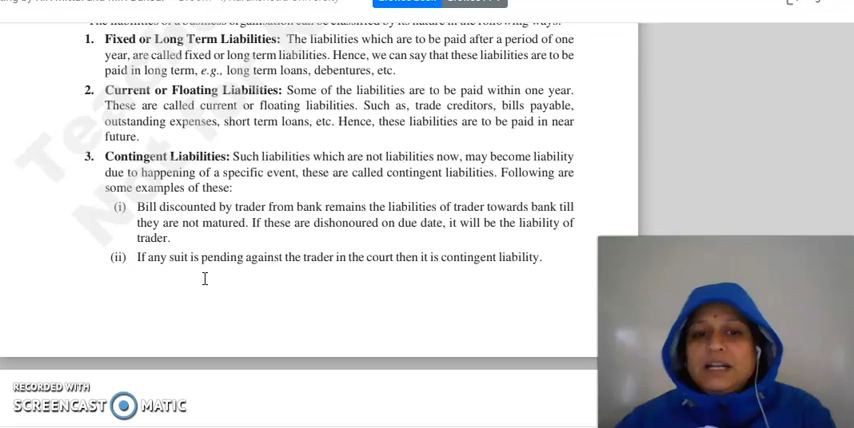 1. Fixed or Long Term Liabilities: The liabilities which are to be paid after a period of one
year, are called fixed or long term liabilities. Hence, we can say that these liabilities are to be
paid in long term, e.g., long term loans, debentures, etc.
2. Current or Floating Liabilities: Some of the liabilities are to be paid within one year.
These are called current or floating liabilities. Such as, trade creditors, bills payable,
outstanding expenses, short term loans, etc. Hence, these liabilities are to be paid in near
future.
3. Contingent Liabilities: Such liabilities which are not liabilities now, may become liability
due to happening of a specific event, these are called contingent liabilities. Following are
some examples of these:
(i) Bill discounted by trader from bank remains the liabilities of trader towards bank till
they are not matured. If these are dishonoured on due date, it will be the liability of
trader.
(ii) If any suit is pending against the trader in the court then it is contingent liability.
RECORDED WITH
SCREENCAST MATIC